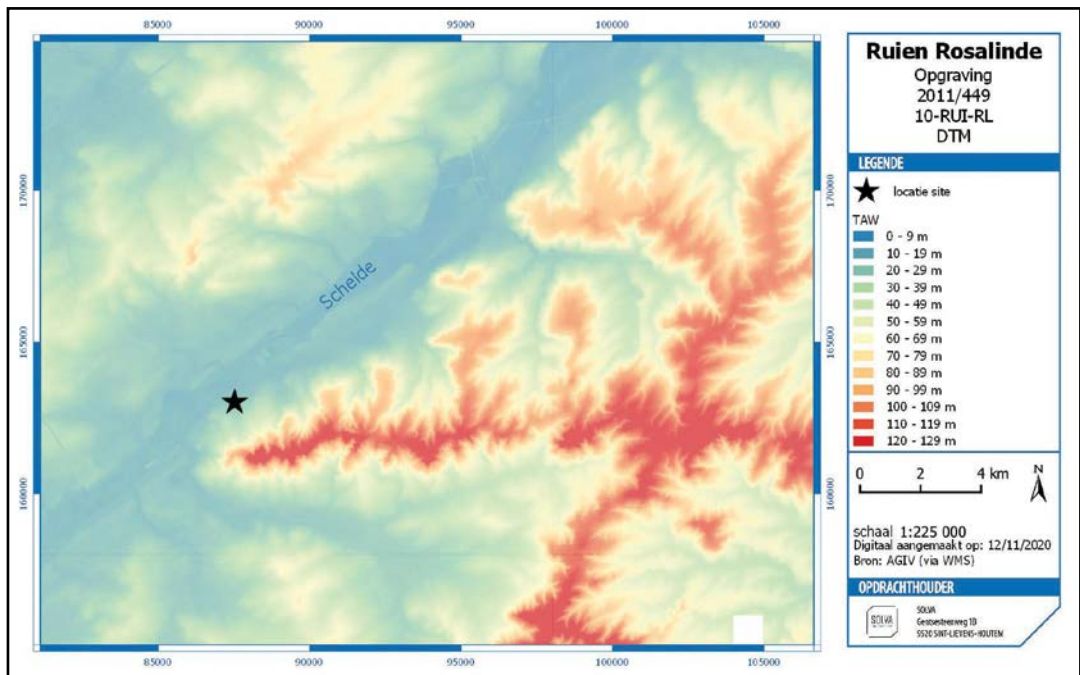 85000 90000 95000 100000 105000
170000
165000
160000
170000
165000
160000
Schelde
85000 90000 95000 100000 105000
Ruien Rosalinde
Opgraving
2011/449
10-RUI-RL
DTM
LEGENDE
locatie site
TAW
0 - 9 m
10 - 19 m
20 - 29 m
30 - 39 m
40 - 49 m
50 - 59 m
60 - 69 m
70 - 79 m
80 - 89 m
90 - 99 m
100 - 109 m
110 - 119 m
120 - 129 m
0 2 4 km
N
schaal 1:225 000
Digitaal aangemaakt op: 12/11/2020
Bron: AGIV (via WMS)
OPDRACHTHOUDER
SOLVA
SOLVA
Gentsesteenweg 1B
9520 SINT-LIEVENS-HOUTEM